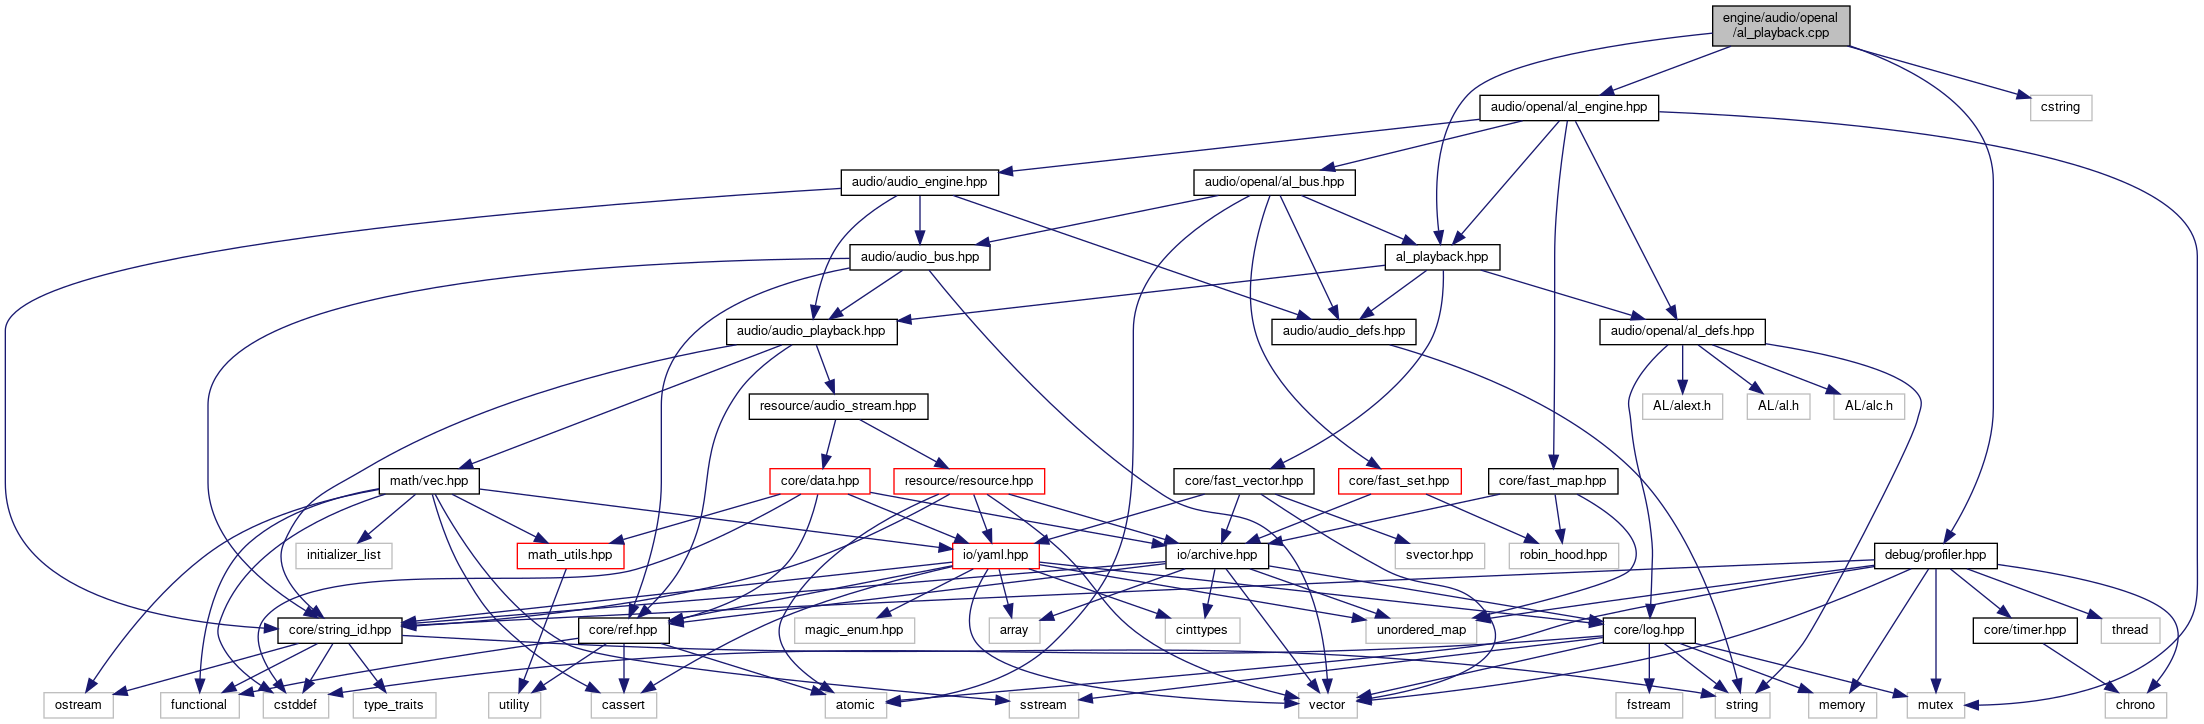 engine/audio/openal
/al_playback.cpp
audio/openal/al_engine.hpp
cstring
audio/audio_engine.hpp
audio/openal/al_bus.hpp
audio/audio_bus.hpp
al_playback.hpp
audio/audio_playback.hpp
audio/audio_defs.hpp
audio/openal/al_defs.hpp
resource/audio_stream.hpp
AL/alext.h
AL/al.h
AL/alc.h
math/vec.hpp
core/data.hpp
resource/resource.hpp
core/fast_vector.hpp
core/fast_set.hpp
core/fast_map.hpp
initializer_list
math_utils.hpp
io/yaml.hpp
io/archive.hpp
svector.hpp
robin_hood.hpp
debug/profiler.hpp
core/string_id.hpp
core/ref.hpp
magic_enum.hpp
array
cinttypes
unordered_map
core/log.hpp
core/timer.hpp
thread
ostream
functional
cstddef
type_traits
utility
cassert
atomic
sstream
vector
fstream
string
memory
mutex
chrono